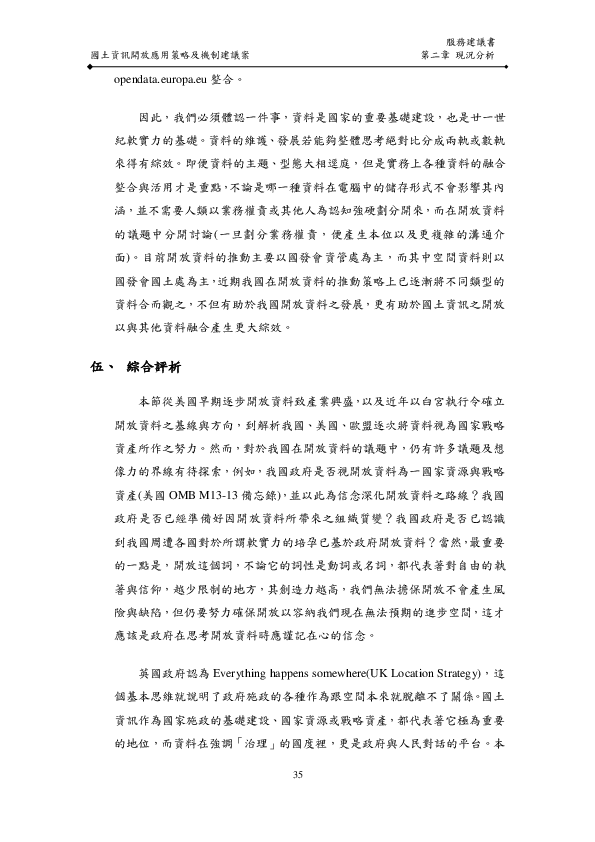 服務建議書
國土資訊開放應用策略及機制建議案 第二章 現況分析
opendata.europa.eu 整合。
因此，我們必須體認一件事，資料是國家的重要基礎建設，也是廿一世
紀軟實力的基礎。資料的維護、發展若能夠整體思考絕對比分成兩軌或數軌
來得有綜效。即便資料的主題、型態大相逕庭，但是實務上各種資料的融合
整合與活用才是重點，不論是哪一種資料在電腦中的儲存形式不會影響其內
涵，並不需要人類以業務權責或其他人為認知強硬劃分開來，而在開放資料
的議題中分開討論(一旦劃分業務權責，便產生本位以及更複雜的溝通介
面)。目前開放資料的推動主要以國發會資管處為主，而其中空間資料則以
國發會國土處為主，近期我國在開放資料的推動策略上已逐漸將不同類型的
資料合而觀之，不但有助於我國開放資料之發展，更有助於國土資訊之開放
以與其他資料融合產生更大綜效。
伍、 綜合評析
本節從美國早期逐步開放資料致產業興盛，以及近年以白宮執行令確立
開放資料之基線與方向，到解析我國、美國、歐盟逐次將資料視為國家戰略
資產所作之努力。然而，對於我國在開放資料的議題中，仍有許多議題及想
像力的界線有待探索，例如，我國政府是否視開放資料為一國家資源與戰略
資產(美國 OMB M13-13 備忘錄)，並以此為信念深化開放資料之路線？我國
政府是否已經準備好因開放資料所帶來之組織質變？我國政府是否已認識
到我國周遭各國對於所謂軟實力的培孕已基於政府開放資料？當然，最重要
的一點是，開放這個詞，不論它的詞性是動詞或名詞，都代表著對自由的執
著與信仰，越少限制的地方，其創造力越高，我們無法擔保開放不會產生風
險與缺陷，但仍要努力確保開放以容納我們現在無法預期的進步空間，這才
應該是政府在思考開放資料時應謹記在心的信念。
英國政府認為 Everything happens somewhere(UK Location Strategy)，這
個基本思維就說明了政府施政的各種作為跟空間本來就脫離不了關係。國土
資訊作為國家施政的基礎建設、國家資源或戰略資產，都代表著它極為重要
的地位，而資料在強調「治理」的國度裡，更是政府與人民對話的平台。本
35